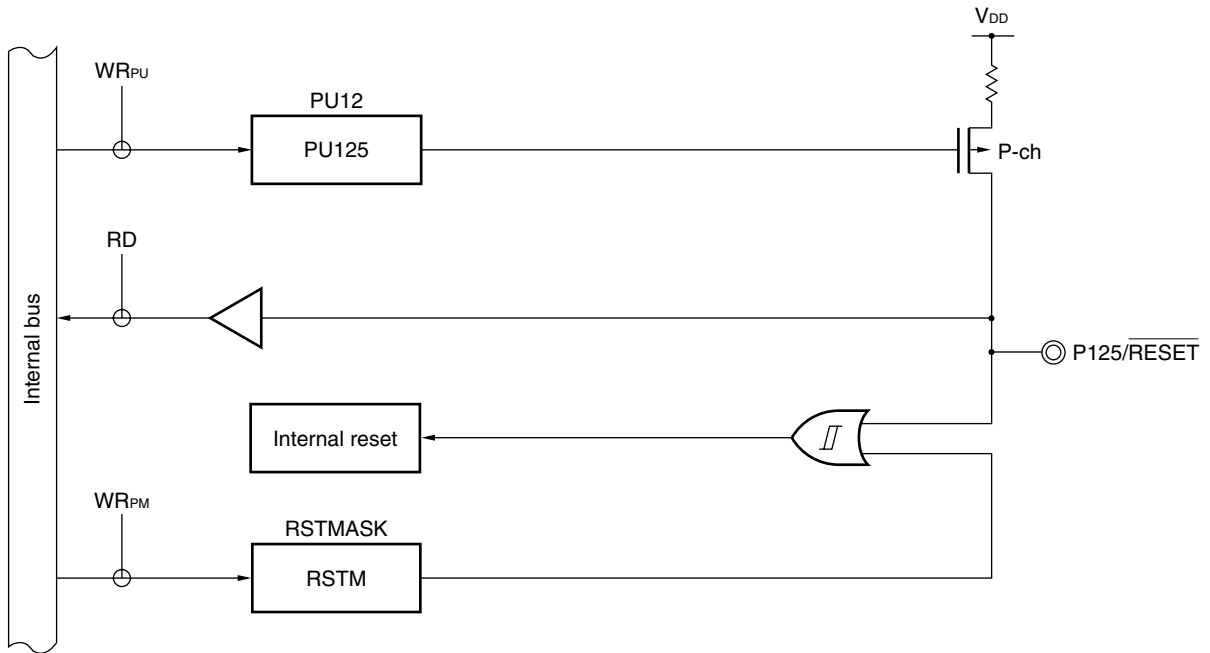 VDD
WRPU
PU12
PU125
P-ch
RD
Internal bus
P125/RESET
Internal reset
WRPM
RSTMASK
RSTM